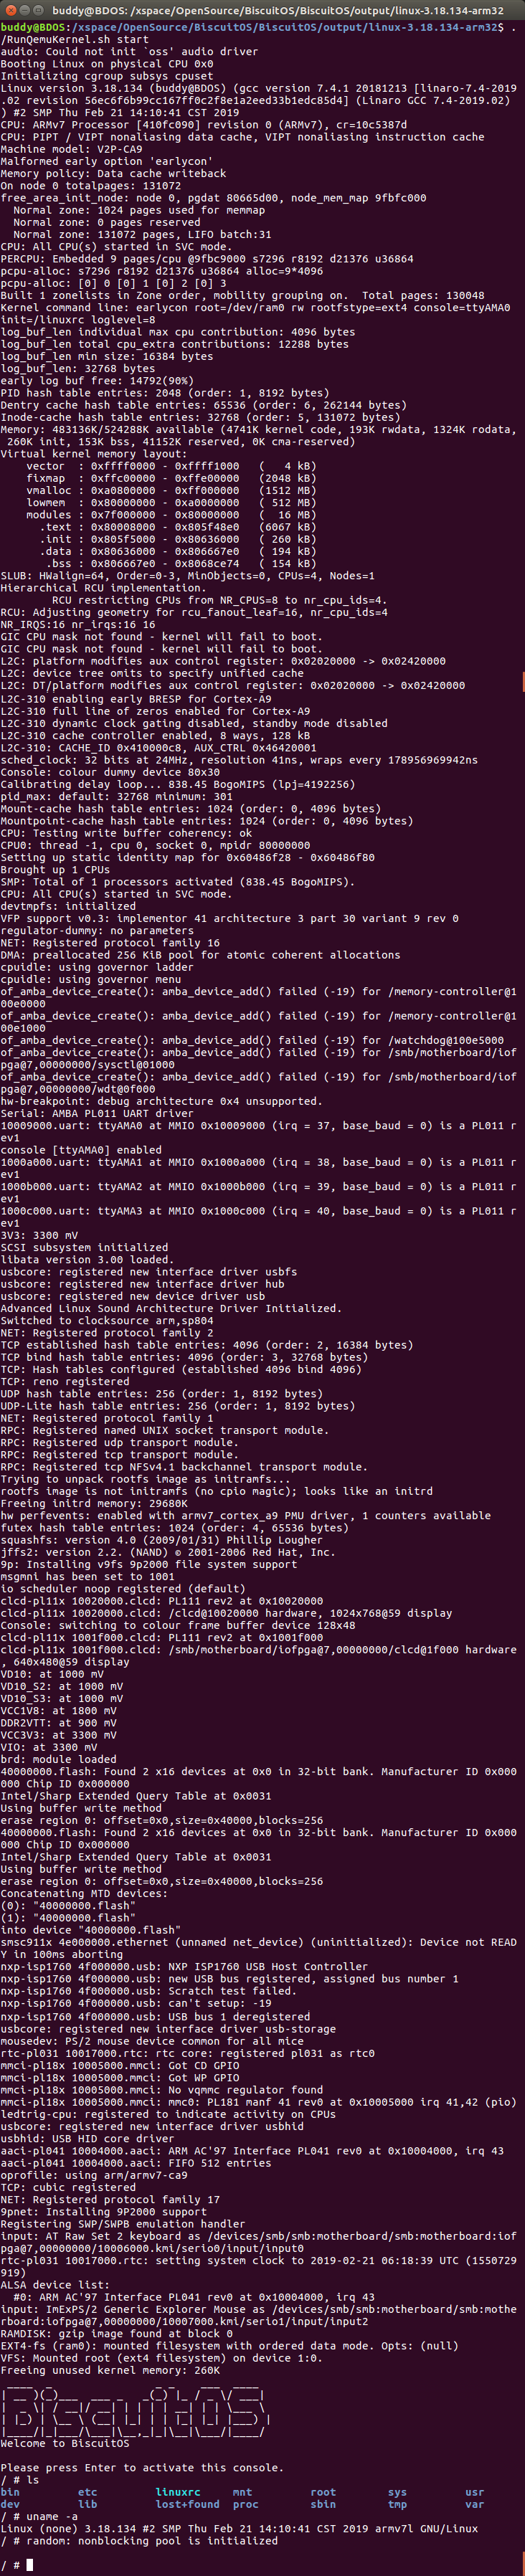 buddy@BDOS: /xspace/OpenSource/BiscuitOS/BiscuitOS/output/linux-3.18.134-arm32
buddy@BDOS:/xspace/OpenSource/BiscuitOS/BiscuitOS/output/linux-3.18.134-arm32$ .
/RunQemuKernel.sh start
audio: Could not init `oss' audio driver
Booting Linux on physical CPU 0x0
Initializing cgroup subsys cpuset
Linux version 3.18.134 (buddy@BDOS) (gcc version 7.4.1 20181213 [linaro-7.4-2019
.02 revision 56ec6f6b99cc167ff0c2f8e1a2eed33b1edc85d4] (Linaro GCC 7.4-2019.02)
) #2 SMP Thu Feb 21 14:10:41 CST 2019
CPU: ARMv7 Processor [410fc090] revision 0 (ARMv7), cr=10c5387d
CPU: PIPT / VIPT nonaliasing data cache, VIPT nonaliasing instruction cache
Machine model: V2P-CA9
Malformed early option 'earlycon'
Memory policy: Data cache writeback
On node 0 totalpages: 131072
free_area_init_node: node 0, pgdat 80665d00, node_mem_map 9fbfc000
  Normal zone: 1024 pages used for memmap
  Normal zone: 0 pages reserved
  Normal zone: 131072 pages, LIFO batch:31
CPU: All CPU(s) started in SVC mode.
PERCPU: Embedded 9 pages/cpu @9fbc9000 s7296 r8192 d21376 u36864
pcpu-alloc: s7296 r8192 d21376 u36864 alloc=9*4096
pcpu-alloc: [0] 0 [0] 1 [0] 2 [0] 3
Built 1 zonelists in Zone order, mobility grouping on.  Total pages: 130048
Kernel command line: earlycon root=/dev/ram0 rw rootfstype=ext4 console=ttyAMA0
init=/linuxrc loglevel=8
log_buf_len individual max cpu contribution: 4096 bytes
log_buf_len total cpu_extra contributions: 12288 bytes
log_buf_len min size: 16384 bytes
log_buf_len: 32768 bytes
early log buf free: 14792(90%)
PID hash table entries: 2048 (order: 1, 8192 bytes)
Dentry cache hash table entries: 65536 (order: 6, 262144 bytes)
Inode-cache hash table entries: 32768 (order: 5, 131072 bytes)
Memory: 483136K/524288K available (4741K kernel code, 193K rwdata, 1324K rodata,
 260K init, 153K bss, 41152K reserved, 0K cma-reserved)
Virtual kernel memory layout:
    vector  : 0xffff0000 - 0xffff1000   (   4 kB)
    fixmap  : 0xffc00000 - 0xffe00000   (2048 kB)
    vmalloc : 0xa0800000 - 0xff000000   (1512 MB)
    lowmem  : 0x80000000 - 0xa0000000   ( 512 MB)
    modules : 0x7f000000 - 0x80000000   (  16 MB)
      .text : 0x80008000 - 0x805f48e0   (6067 kB)
      .init : 0x805f5000 - 0x80636000   ( 260 kB)
      .data : 0x80636000 - 0x806667e0   ( 194 kB)
       .bss : 0x806667e0 - 0x8068ce74   ( 154 kB)
SLUB: HWalign=64, Order=0-3, MinObjects=0, CPUs=4, Nodes=1
Hierarchical RCU implementation.
        RCU restricting CPUs from NR_CPUS=8 to nr_cpu_ids=4.
RCU: Adjusting geometry for rcu_fanout_leaf=16, nr_cpu_ids=4
NR_IRQS:16 nr_irqs:16 16
GIC CPU mask not found - kernel will fail to boot.
GIC CPU mask not found - kernel will fail to boot.
L2C: platform modifies aux control register: 0x02020000 -> 0x02420000
L2C: device tree omits to specify unified cache
L2C: DT/platform modifies aux control register: 0x02020000 -> 0x02420000
L2C-310 enabling early BRESP for Cortex-A9
L2C-310 full line of zeros enabled for Cortex-A9
L2C-310 dynamic clock gating disabled, standby mode disabled
L2C-310 cache controller enabled, 8 ways, 128 kB
L2C-310: CACHE_ID 0x410000c8, AUX_CTRL 0x46420001
sched_clock: 32 bits at 24MHz, resolution 41ns, wraps every 178956969942ns
Console: colour dummy device 80x30
Calibrating delay loop... 838.45 BogoMIPS (lpj=4192256)
pid_max: default: 32768 minimum: 301
Mount-cache hash table entries: 1024 (order: 0, 4096 bytes)
Mountpoint-cache hash table entries: 1024 (order: 0, 4096 bytes)
CPU: Testing write buffer coherency: ok
CPU0: thread -1, cpu 0, socket 0, mpidr 80000000
Setting up static identity map for 0x60486f28 - 0x60486f80
Brought up 1 CPUs
SMP: Total of 1 processors activated (838.45 BogoMIPS).
CPU: All CPU(s) started in SVC mode.
devtmpfs: initialized
VFP support v0.3: implementor 41 architecture 3 part 30 variant 9 rev 0
regulator-dummy: no parameters
NET: Registered protocol family 16
DMA: preallocated 256 KiB pool for atomic coherent allocations
cpuidle: using governor ladder
cpuidle: using governor menu
of_amba_device_create(): amba_device_add() failed (-19) for /memory-controller@1
00e0000
of_amba_device_create(): amba_device_add() failed (-19) for /memory-controller@1
00e1000
of_amba_device_create(): amba_device_add() failed (-19) for /watchdog@100e5000
of_amba_device_create(): amba_device_add() failed (-19) for /smb/motherboard/iof
pga@7,00000000/sysctl@01000
of_amba_device_create(): amba_device_add() failed (-19) for /smb/motherboard/iof
pga@7,00000000/wdt@0f000
hw-breakpoint: debug architecture 0x4 unsupported.
Serial: AMBA PL011 UART driver
10009000.uart: ttyAMA0 at MMIO 0x10009000 (irq = 37, base_baud = 0) is a PL011 r
ev1
console [ttyAMA0] enabled
1000a000.uart: ttyAMA1 at MMIO 0x1000a000 (irq = 38, base_baud = 0) is a PL011 r
ev1
1000b000.uart: ttyAMA2 at MMIO 0x1000b000 (irq = 39, base_baud = 0) is a PL011 r
ev1
1000c000.uart: ttyAMA3 at MMIO 0x1000c000 (irq = 40, base_baud = 0) is a PL011 r
ev1
3V3: 3300 mV
SCSI subsystem initialized
libata version 3.00 loaded.
usbcore: registered new interface driver usbfs
usbcore: registered new interface driver hub
usbcore: registered new device driver usb
Advanced Linux Sound Architecture Driver Initialized.
Switched to clocksource arm,sp804
NET: Registered protocol family 2
TCP established hash table entries: 4096 (order: 2, 16384 bytes)
TCP bind hash table entries: 4096 (order: 3, 32768 bytes)
TCP: Hash tables configured (established 4096 bind 4096)
TCP: reno registered
UDP hash table entries: 256 (order: 1, 8192 bytes)
UDP-Lite hash table entries: 256 (order: 1, 8192 bytes)
NET: Registered protocol family 1
RPC: Registered named UNIX socket transport module.
RPC: Registered udp transport module.
RPC: Registered tcp transport module.
RPC: Registered tcp NFSv4.1 backchannel transport module.
Trying to unpack rootfs image as initramfs...
rootfs image is not initramfs (no cpio magic); looks like an initrd
Freeing initrd memory: 29680K
hw perfevents: enabled with armv7_cortex_a9 PMU driver, 1 counters available
futex hash table entries: 1024 (order: 4, 65536 bytes)
squashfs: version 4.0 (2009/01/31) Phillip Lougher
jffs2: version 2.2. (NAND) © 2001-2006 Red Hat, Inc.
9p: Installing v9fs 9p2000 file system support
msgmni has been set to 1001
io scheduler noop registered (default)
clcd-pl11x 10020000.clcd: PL111 rev2 at 0x10020000
clcd-pl11x 10020000.clcd: /clcd@10020000 hardware, 1024x768@59 display
Console: switching to colour frame buffer device 128x48
clcd-pl11x 1001f000.clcd: PL111 rev2 at 0x1001f000
clcd-pl11x 1001f000.clcd: /smb/motherboard/iofpga@7,00000000/clcd@1f000 hardware
, 640x480@59 display
VD10: at 1000 mV
VD10_S2: at 1000 mV
VD10_S3: at 1000 mV
VCC1V8: at 1800 mV
DDR2VTT: at 900 mV
VCC3V3: at 3300 mV
VIO: at 3300 mV
brd: module loaded
40000000.flash: Found 2 x16 devices at 0x0 in 32-bit bank. Manufacturer ID 0x000
000 Chip ID 0x000000
Intel/Sharp Extended Query Table at 0x0031
Using buffer write method
erase region 0: offset=0x0,size=0x40000,blocks=256
40000000.flash: Found 2 x16 devices at 0x0 in 32-bit bank. Manufacturer ID 0x000
000 Chip ID 0x000000
Intel/Sharp Extended Query Table at 0x0031
Using buffer write method
erase region 0: offset=0x0,size=0x40000,blocks=256
Concatenating MTD devices:
(0): "40000000.flash"
(1): "40000000.flash"
into device "40000000.flash"
smsc911x 4e000000.ethernet (unnamed net_device) (uninitialized): Device not READ
Y in 100ms aborting
nxp-isp1760 4f000000.usb: NXP ISP1760 USB Host Controller
nxp-isp1760 4f000000.usb: new USB bus registered, assigned bus number 1
nxp-isp1760 4f000000.usb: Scratch test failed.
nxp-isp1760 4f000000.usb: can't setup: -19
nxp-isp1760 4f000000.usb: USB bus 1 deregistered
usbcore: registered new interface driver usb-storage
mousedev: PS/2 mouse device common for all mice
rtc-pl031 10017000.rtc: rtc core: registered pl031 as rtc0
mmci-pl18x 10005000.mmci: Got CD GPIO
mmci-pl18x 10005000.mmci: Got WP GPIO
mmci-pl18x 10005000.mmci: No vqmmc regulator found
mmci-pl18x 10005000.mmci: mmc0: PL181 manf 41 rev0 at 0x10005000 irq 41,42 (pio)
ledtrig-cpu: registered to indicate activity on CPUs
usbcore: registered new interface driver usbhid
usbhid: USB HID core driver
aaci-pl041 10004000.aaci: ARM AC'97 Interface PL041 rev0 at 0x10004000, irq 43
aaci-pl041 10004000.aaci: FIFO 512 entries
oprofile: using arm/armv7-ca9
TCP: cubic registered
NET: Registered protocol family 17
9pnet: Installing 9P2000 support
Registering SWP/SWPB emulation handler
input: AT Raw Set 2 keyboard as /devices/smb/smb:motherboard/smb:motherboard:iof
pga@7,00000000/10006000.kmi/serio0/input/input0
rtc-pl031 10017000.rtc: setting system clock to 2019-02-21 06:18:39 UTC (1550729
919)
ALSA device list:
  #0: ARM AC'97 Interface PL041 rev0 at 0x10004000, irq 43
input: ImExPS/2 Generic Explorer Mouse as /devices/smb/smb:motherboard/smb:mothe
rboard:iofpga@7,00000000/10007000.kmi/serio1/input/input2
RAMDISK: gzip image found at block 0
EXT4-fs (ram0): mounted filesystem with ordered data mode. Opts: (null)
VFS: Mounted root (ext4 filesystem) on device 1:0.
Freeing unused kernel memory: 260K
BiscuitOS
Welcome to BiscuitOS
Please press Enter to activate this console.
/ # ls
bin         etc         linuxrc     mnt         root        sys         usr
dev         lib         lost+found  proc        sbin        tmp         var
/ # uname -a
Linux (none) 3.18.134 #2 SMP Thu Feb 21 14:10:41 CST 2019 armv7l GNU/Linux
/ # random: nonblocking pool is initialized
/ #